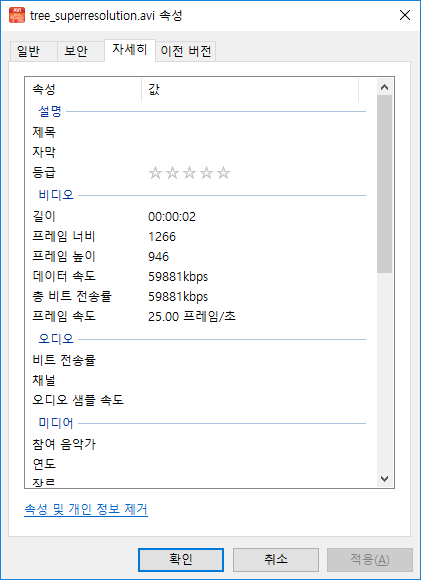 tree_superresolution.avi 속성
일반 보안 자세히 이전 버전
속성 값
설명
제목
자막
등급 ☆☆☆☆☆
비디오
길이 00:00:02
프레임 너비 1266
프레임 높이 946
데이터 속도 59881kbps
총 비트 전송률 59881kbps
프레임 속도 25.00 프레임/초
오디오
비트 전송률
채널
오디오 샘플 속도
미디어
참여 음악가
연도
장르
속성 및 개인 정보 제거
확인 취소 적용(A)